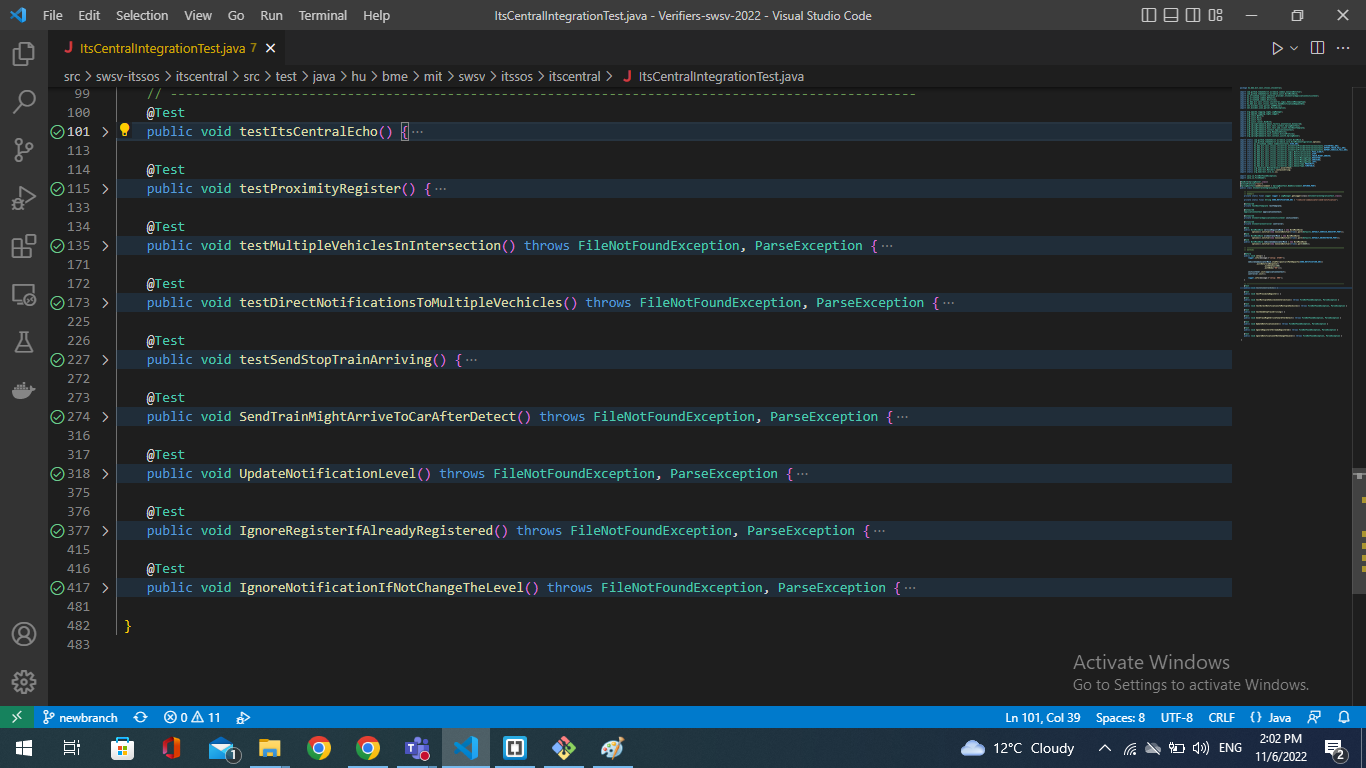 File Edit Selection View Go Run Terminal Help ItsCentralIntegrationTest.java - Verifiers-swsv-2022 - Visual Studio Code
J ItsCentralIntegrationTest.java 7
src > swsv-itssos > itscentral > src > test > java > hu > bme > mit > swsv > itssos > itscentral > J ItsCentralIntegrationTest.java
99 // -------------------------------------------------------------------------------------------------
100 @Test
101 public void testItsCentralEcho() { ···
113
114 @Test
115 public void testProximityRegister() { ···
133
134 @Test
135 public void testMultipleVehiclesInIntersection() throws FileNotFoundException, ParseException { ···
171
172 @Test
173 public void testDirectNotificationsToMultipleVechicles() throws FileNotFoundException, ParseException { ···
225
226 @Test
227 public void testSendStopTrainArriving() { ···
272
273 @Test
274 public void SendTrainMightArriveToCarAfterDetect() throws FileNotFoundException, ParseException { ···
316
317 @Test
318 public void UpdateNotificationLevel() throws FileNotFoundException, ParseException { ···
375
376 @Test
377 public void IgnoreRegisterIfAlreadyRegistered() throws FileNotFoundException, ParseException { ···
415
416 @Test
417 public void IgnoreNotificationIfNotChangeTheLevel() throws FileNotFoundException, ParseException { ···
481
482 }
483
Activate Windows
Go to Settings to activate Windows.
newbranch 0 11 Ln 101, Col 39 Spaces: 8 UTF-8 CRLF {} Java
1 12°C Cloudy ENG 2:02 PM 2
11/6/2022